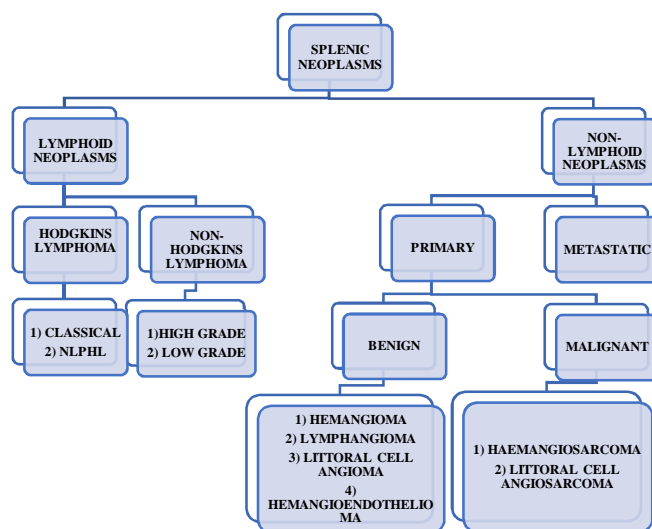 SPLENIC
NEOPLASMS
LYMPHOID
NEOPLASMS
NON-
LYMPHOID
NEOPLASMS
HODGKINS
LYMPHOMA
NON-
HODGKINS
LYMPHOMA
PRIMARY
METASTATIC
1) CLASSICAL
2) NLPHL
1)HIGH GRADE
2) LOW GRADE
BENIGN
MALIGNANT
1) HEMANGIOMA
2) LYMPHANGIOMA
3) LITTORAL CELL
ANGIOMA
4)
HEMANGIOENDOTHELIO
MA
1) HAEMANGIOSARCOMA
2) LITTORAL CELL
ANGIOSARCOMA